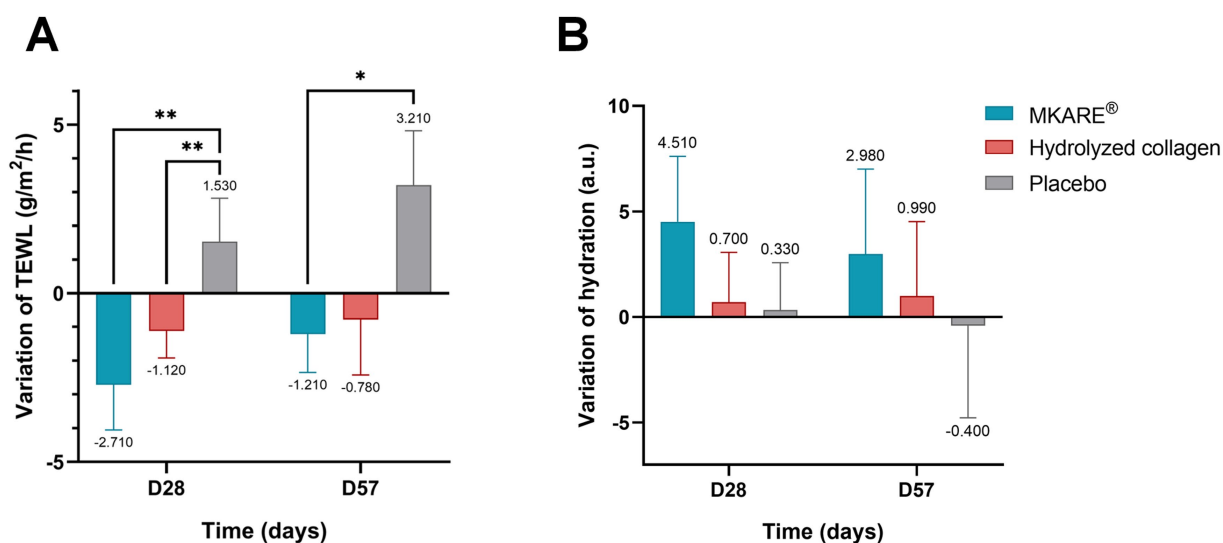 A
Variation of TEWL (g/m²/h)
5
0
-5
**
**
*
1.530
3.210
-2.710
-1.120
-1.210
-0.780
D28
D57
Time (days)
B
Variation of hydration (a.u.)
10
5
0
-5
4.510
0.700
0.330
2.980
0.990
-0.400
D28
D57
Time (days)
MKARE®
Hydrolyzed collagen
Placebo